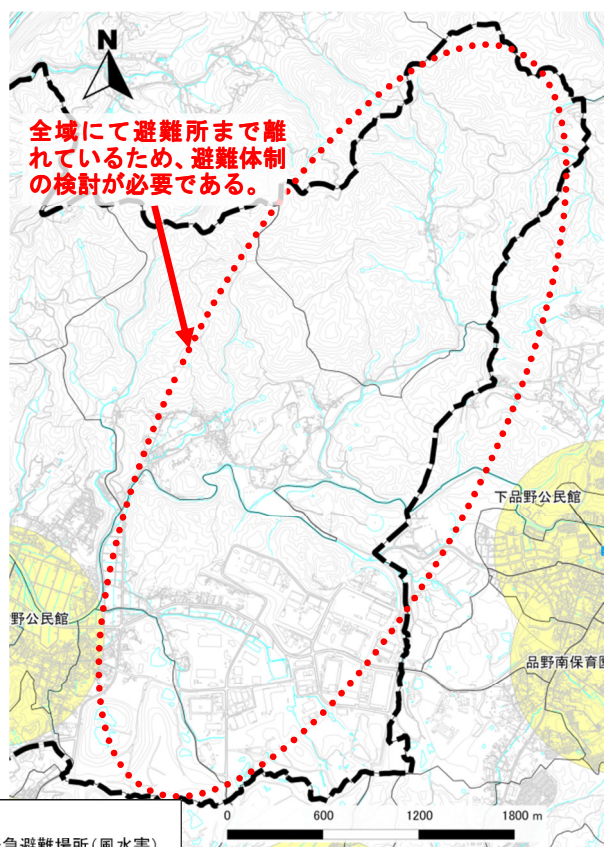 N
全域にて避難所まで離
れているため、避難体制
の検討が必要である。
下品野公民館
野公民館
品野南保育園
0 600 1200 1800 m
急避難場所(風水害)